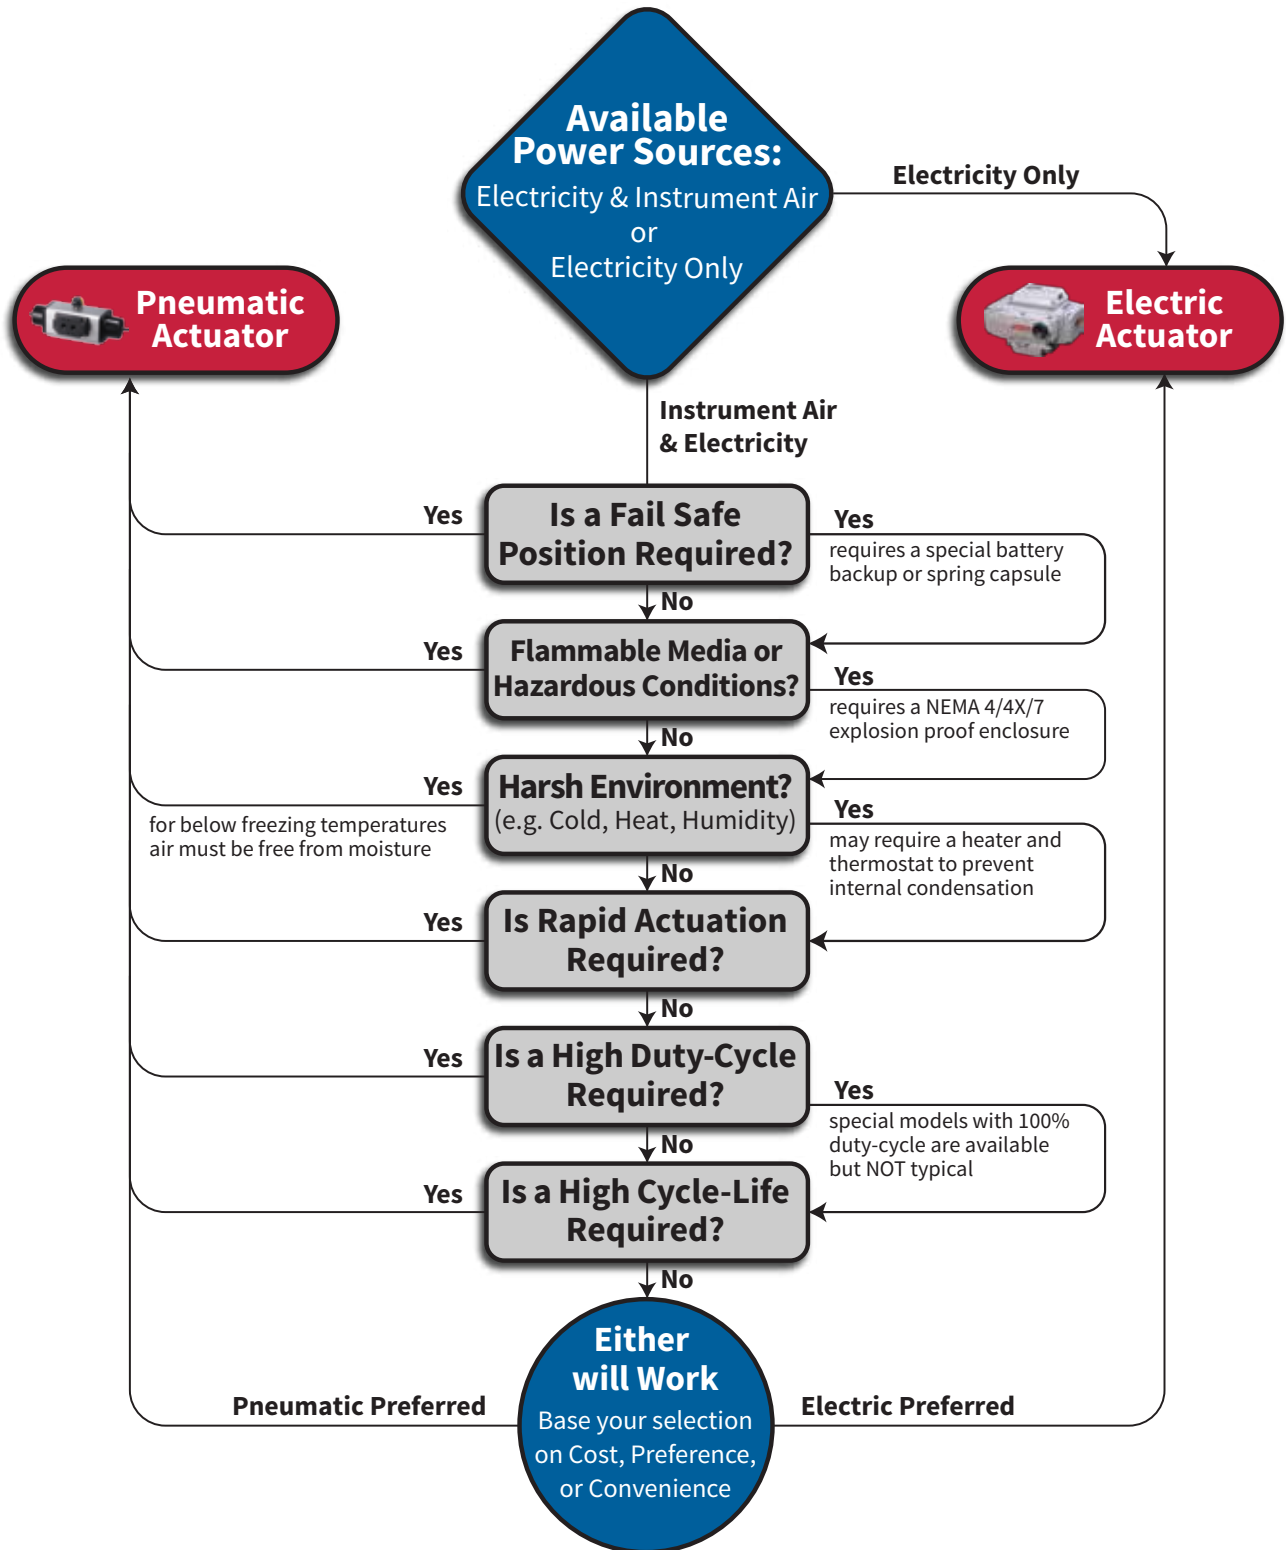 Available
Power Sources:
Electricity & Instrument Air
or
Electricity Only
Electricity Only
Pneumatic
Actuator
Electric
Actuator
Instrument Air
& Electricity
Yes
Is a Fail Safe
Position Required?
Yes
requires a special battery
backup or spring capsule
No
Yes
Flammable Media or
Hazardous Conditions?
Yes
requires a NEMA 4/4X/7
explosion proof enclosure
No
Yes
for below freezing temperatures
air must be free from moisture
Harsh Environment?
(e.g. Cold, Heat, Humidity)
Yes
may require a heater and
thermostat to prevent
internal condensation
No
Yes
Is Rapid Actuation
Required?
No
Yes
Is a High Duty-Cycle
Required?
Yes
special models with 100%
duty-cycle are available
but NOT typical
No
Yes
Is a High Cycle-Life
Required?
No
Either
will Work
Base your selection
on Cost, Preference,
or Convenience
Pneumatic Preferred
Electric Preferred